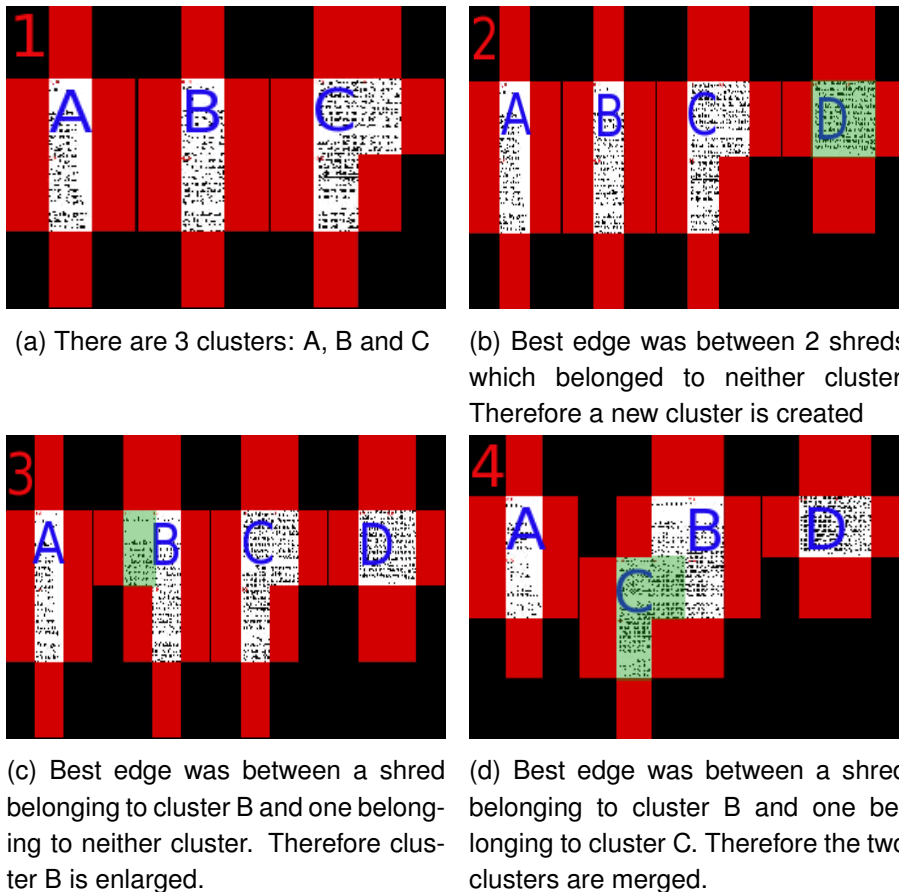 1
A B C
2
A B C D
(a) There are 3 clusters: A, B and C
(b) Best edge was between 2 shreds
which belonged to neither cluster
Therefore a new cluster is created
3
A B C D
4
A B D
C
(c) Best edge was between a shred
belonging to cluster B and one belong-
ing to neither cluster. Therefore clus-
ter B is enlarged.
(d) Best edge was between a shred
belonging to cluster B and one be
longing to cluster C. Therefore the two
clusters are merged.